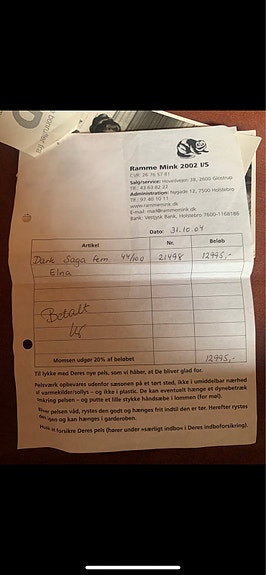 Ramme Mink 2002 I/S
CVR. 26 76 57 81
Salg/service: Hovedvejen 38, 2600 Glostrup
Tlf.: 43 63 82 22
Administration: Nejside 12, 7500 Holstebro
Tlf.: 97 40 10 11
www.rammemink.dk
E-mail: mail@rammemink.dk
Bank: Vestjysk Bank, Holstebro 7600-1168186
Dato: 31.10.04
Artikel Nr. Beløb
Dark Saga fem. 44/100 21498 12995,-
Elna
Betalt
Momsen udgør 20% af beløbet 12995,-
Til lykke med Deres nye pels, som vi håber, at De bliver glad for.
Pelsværk opbevares udenfor sæsonen på et tørt sted, ikke i umiddelbar nærhed
af varmekilder/sollys – og ikke i plastic. De kan eventuelt hænge et dynebetræk
omkring pelsen – og putte et lille stykke håndsæbe i lommen (for møl).
Bliver pelsen våd, rystes den godt og hænges frit indtil den er tør. Herefter rystes
den igen og kan hænges i garderoben.
Husk at forsikre Deres pels (hører under «særligt indbo» i Deres indboforsikring).